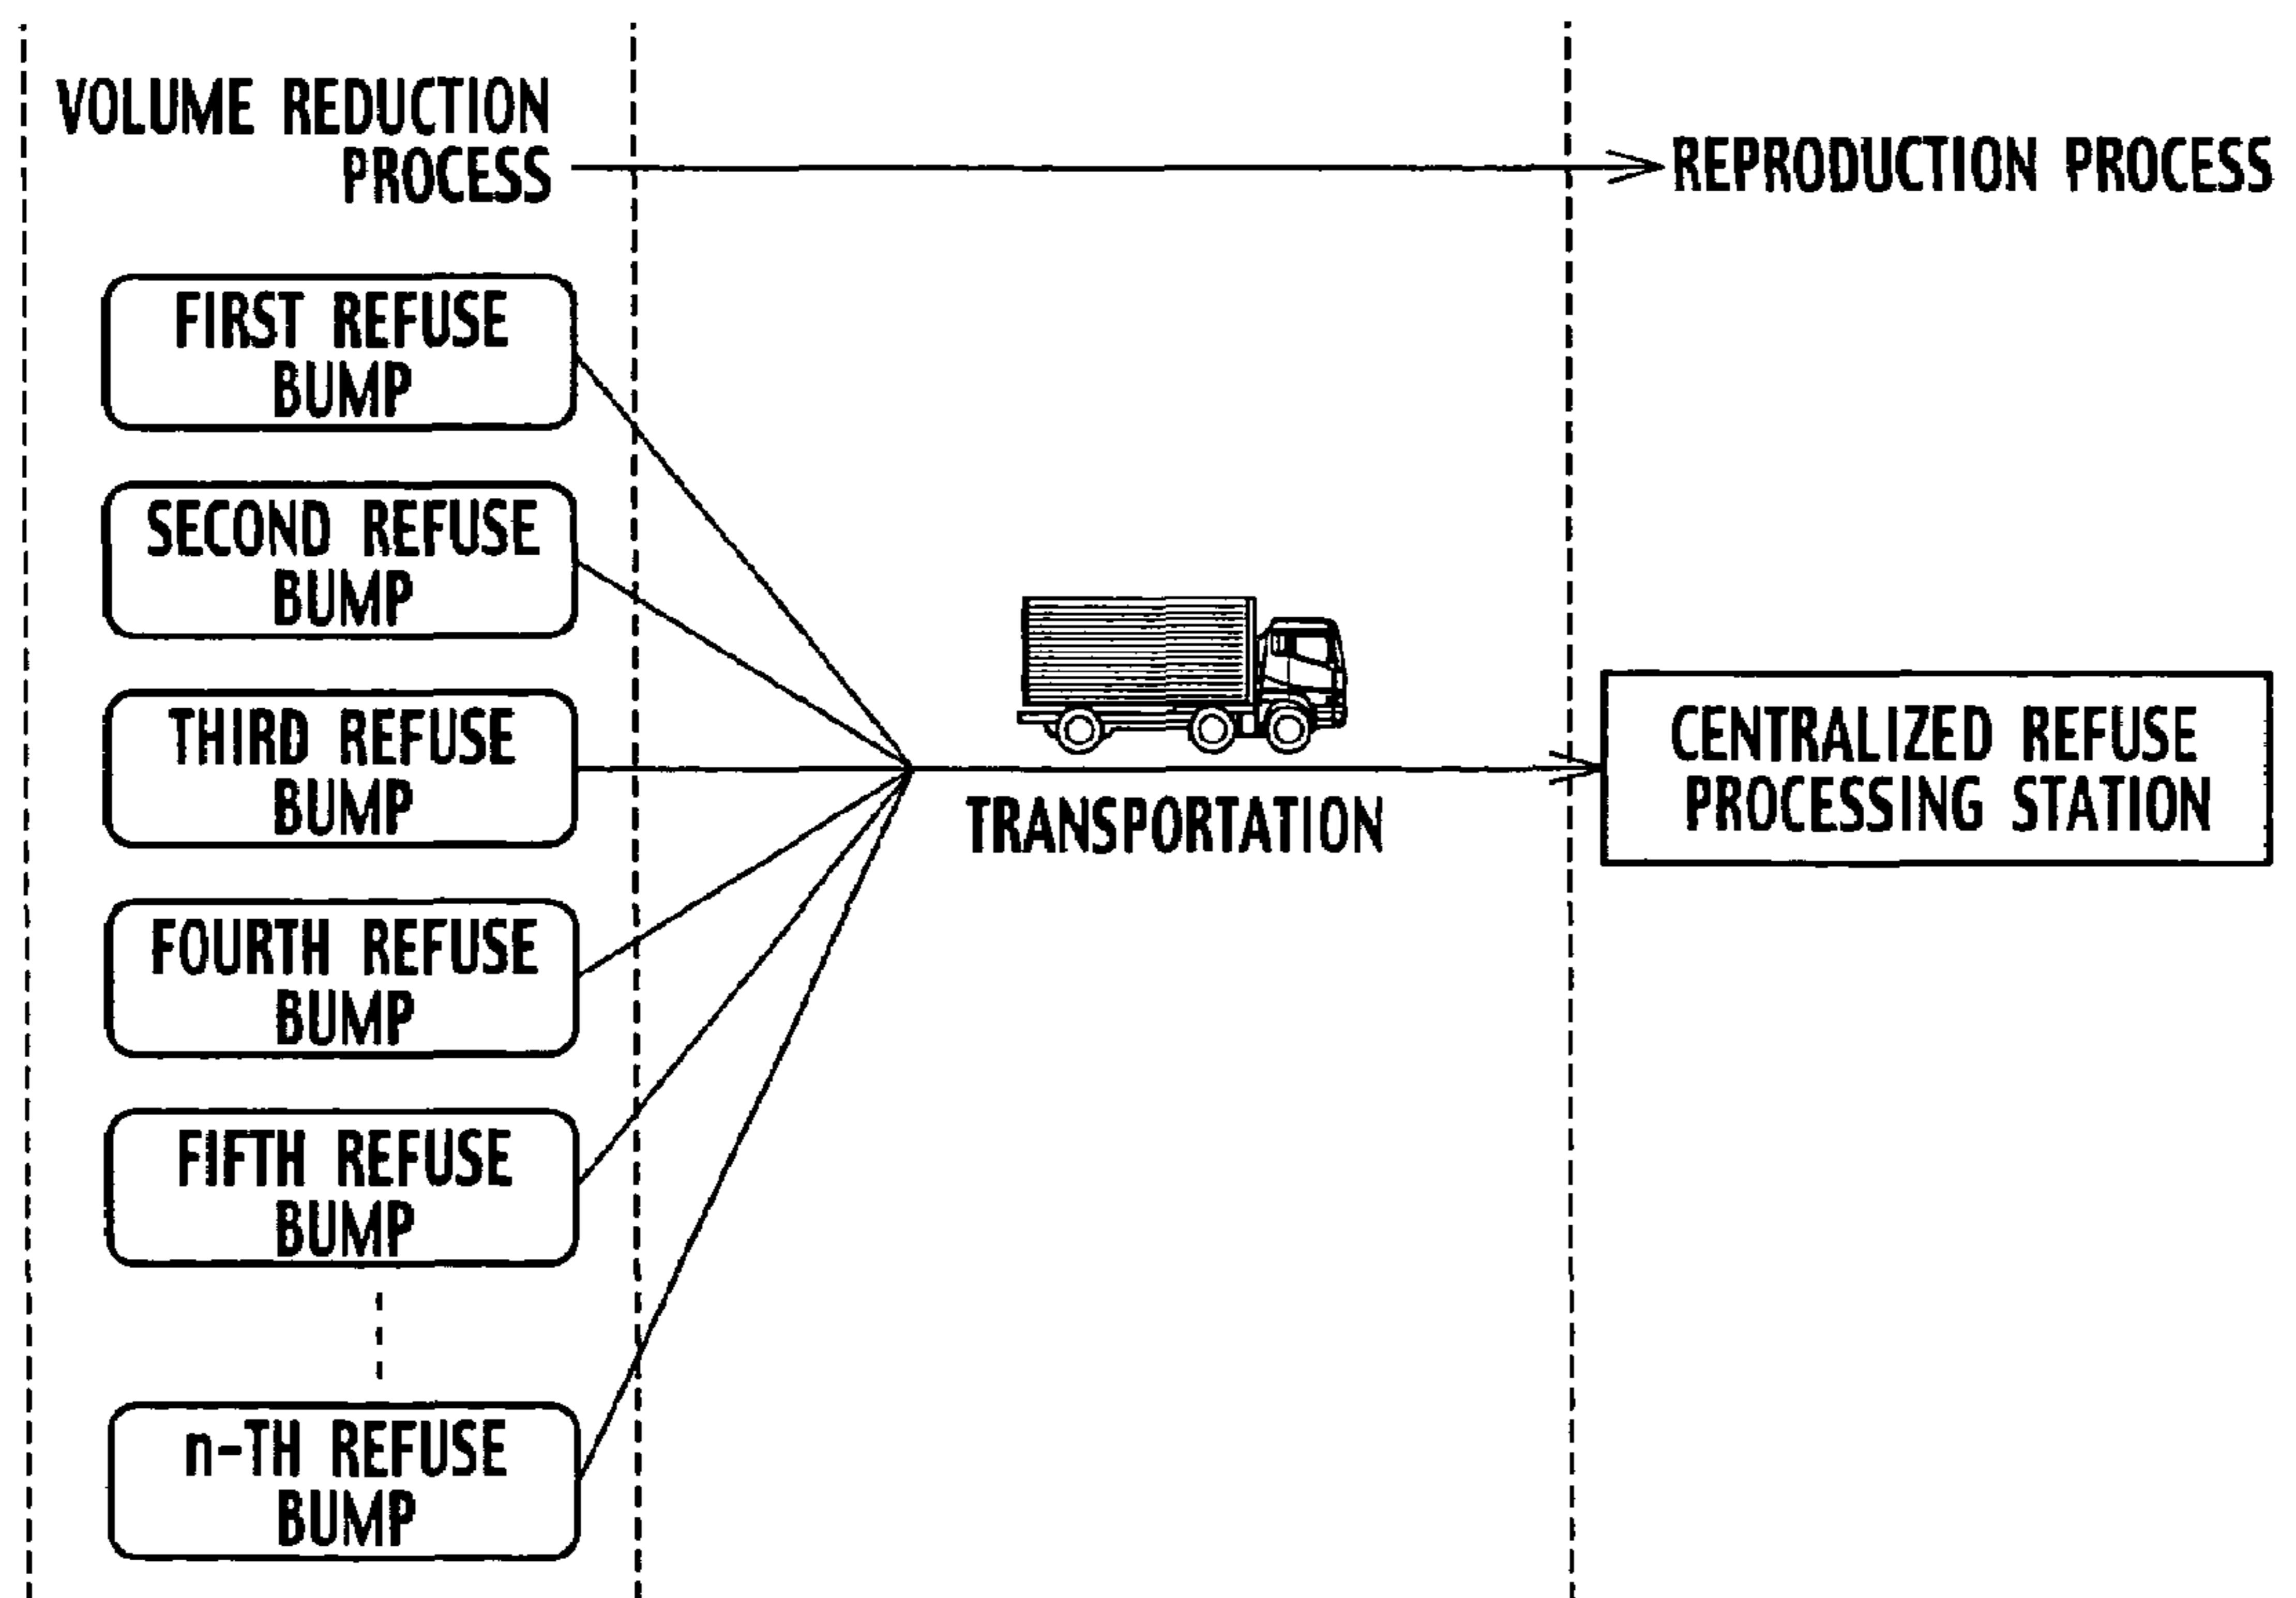 VOLUME REDUCTION
PROCESS
REPRODUCTION PROCESS
FIRST REFUSE
BUMP
SECOND REFUSE
BUMP
THIRD REFUSE
BUMP
FOURTH REFUSE
BUMP
FIFTH REFUSE
BUMP
n-TH REFUSE
BUMP
TRANSPORTATION
CENTRALIZED REFUSE
PROCESSING STATION